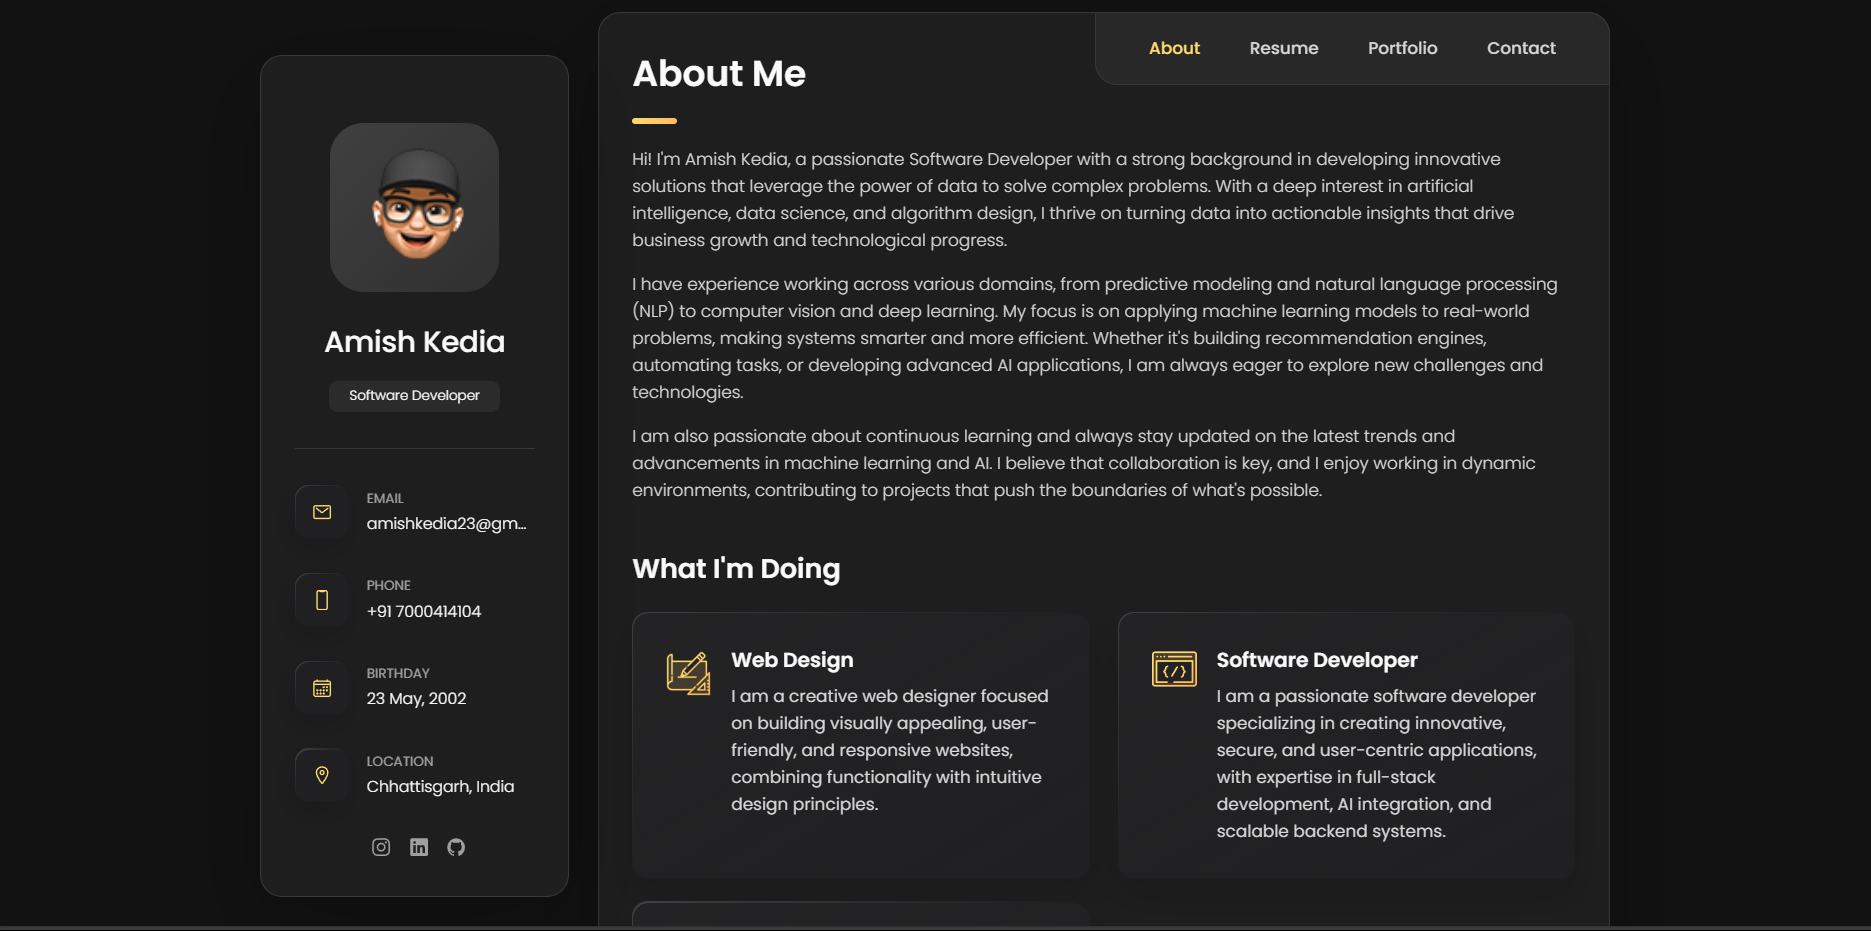 Amish Kedia
Software Developer
EMAIL
amishkedia23@gm...
PHONE
+91 7000414104
BIRTHDAY
23 May, 2002
LOCATION
Chhattisgarh, India
About
Resume
Portfolio
Contact
About Me
Hi! I'm Amish Kedia, a passionate Software Developer with a strong background in developing innovative
solutions that leverage the power of data to solve complex problems. With a deep interest in artificial
intelligence, data science, and algorithm design, I thrive on turning data into actionable insights that drive
business growth and technological progress.
I have experience working across various domains, from predictive modeling and natural language processing
(NLP) to computer vision and deep learning. My focus is on applying machine learning models to real-world
problems, making systems smarter and more efficient. Whether it's building recommendation engines,
automating tasks, or developing advanced AI applications, I am always eager to explore new challenges and
technologies.
I am also passionate about continuous learning and always stay updated on the latest trends and
advancements in machine learning and AI. I believe that collaboration is key, and I enjoy working in dynamic
environments, contributing to projects that push the boundaries of what's possible.
What I'm Doing
Web Design
I am a creative web designer focused
on building visually appealing, user-
friendly, and responsive websites,
combining functionality with intuitive
design principles.
Software Developer
I am a passionate software developer
specializing in creating innovative,
secure, and user-centric applications,
with expertise in full-stack
development, AI integration, and
scalable backend systems.